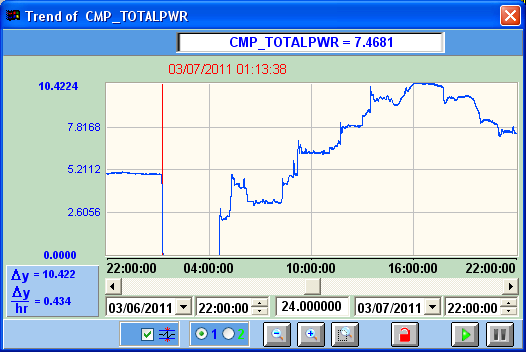 Trend of CMP_TOTALPWR
CMP_TOTALPWR = 7.4681
03/07/2011 01:13:38
10.4224
7.8168
5.2112
2.6056
0.0000
22:00:00 04:00:00 10:00:00 16:00:00 22:00:00
Δy = 10.422
Δy
hr = 0.434
03/06/2011 22:00:00 24.000000 03/07/2011 22:00:00
1 2